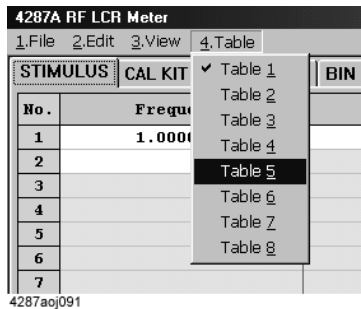 4287A RF LCR Meter
1.File 2.Edit 3.View 4.Table
STIMULUS CAL KIT BIN
✓ Table 1
Table 2
Table 3
Table 4
Table 5
Table 6
Table 7
Table 8
No.
1 1.000
2
3
4
5
6
7
4287aoj091